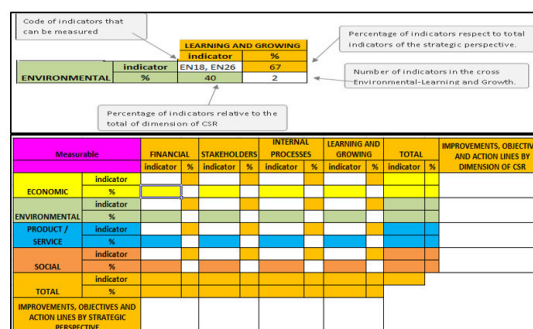 Code of indicators that
can be measured
LEARNING AND GROWING
indicator %
indicator EN18, EN26 67
ENVIRONMENTAL % 40 2
Percentage of indicators respect to total
indicators of the strategic perspective.
Number of indicators in the cross
Environmental-Learning and Growth.
Percentage of indicators relative to the
total of dimension of CSR
Measurable FINANCIAL STAKEHOLDERS INTERNAL PROCESSES LEARNING AND GROWING TOTAL IMPROVEMENTS, OBJECTIVES AND ACTION LINES BY DIMENSION OF CSR
indicator % indicator % indicator % indicator % indicator %
ECONOMIC indicator
%
ENVIRONMENTAL indicator
%
PRODUCT / SERVICE indicator
%
SOCIAL indicator
%
TOTAL indicator
%
IMPROVEMENTS, OBJECTIVES AND
ACTION LINES BY STRATEGIC
PERSPECTIVE